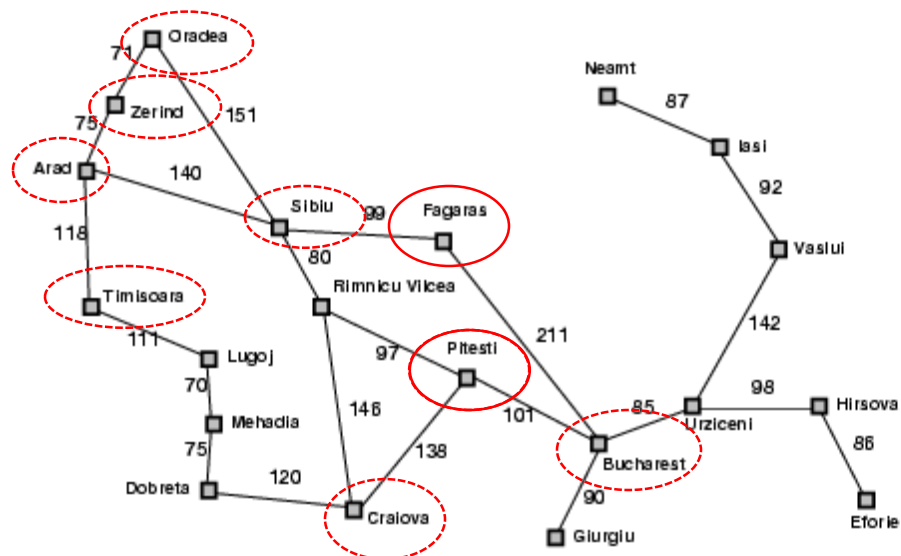 Oradea
71
Neamt
87
Zerind
151
75
Iasi
Arad
140
92
Sibiu
99
Fagaras
118
80
Vaslui
Timisoara
Rimnicu Vilcea
111
211
142
Lugoj
97
Pitesti
70
98
146
101
85
Hirsova
Mehadia
Urziceni
75
138
86
Bucharest
Dobreta
120
90
Craiova
Eforie
Giurgiu